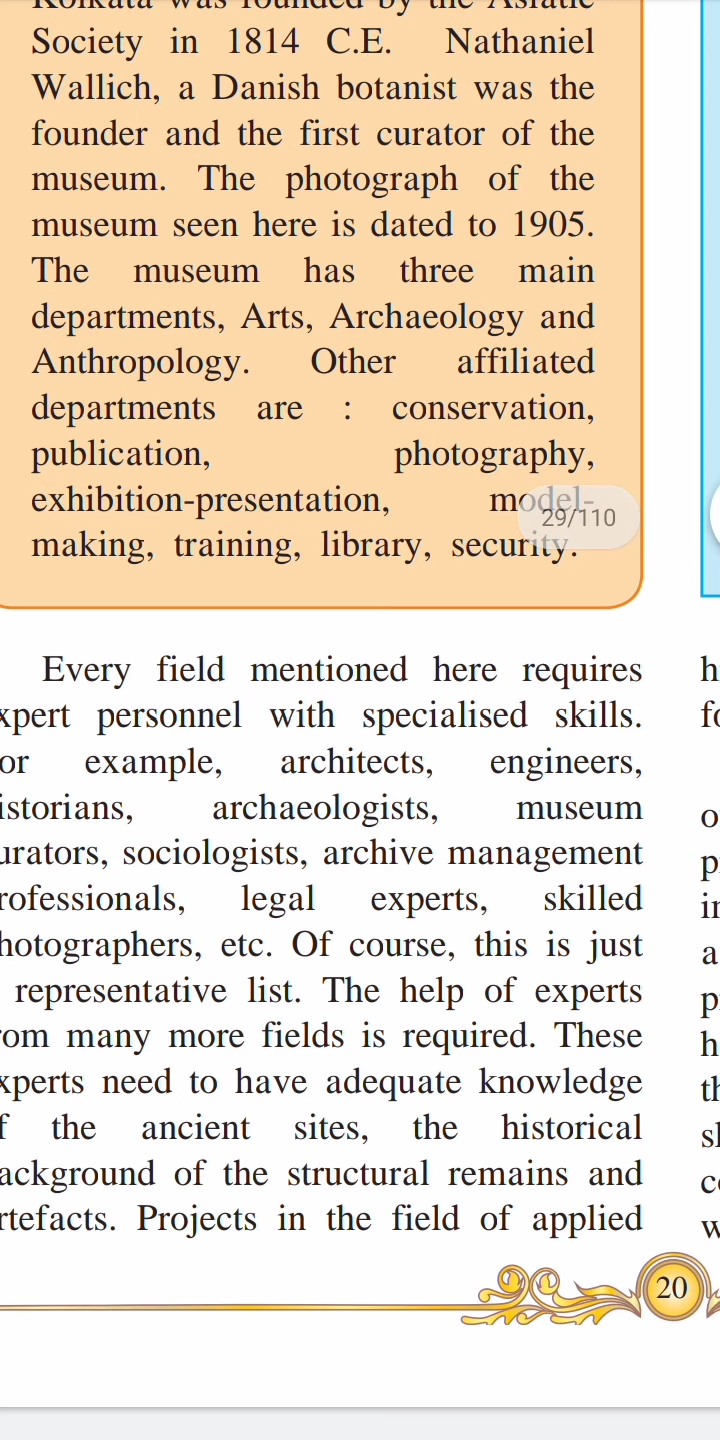 Kolkata was founded by the Asiatic
Society in 1814 C.E. Nathaniel
Wallich, a Danish botanist was the
founder and the first curator of the
museum. The photograph of the
museum seen here is dated to 1905.
The museum has three main
departments, Arts, Archaeology and
Anthropology. Other affiliated
departments are : conservation,
publication, photography,
exhibition-presentation, model-
making, training, library, security.
29/110
Every field mentioned here requires
xpert personnel with specialised skills.
or example, architects, engineers,
istorians, archaeologists, museum
urators, sociologists, archive management
rofessionals, legal experts, skilled
hotographers, etc. Of course, this is just
representative list. The help of experts
rom many more fields is required. These
xperts need to have adequate knowledge
f the ancient sites, the historical
ackground of the structural remains and
rtefacts. Projects in the field of applied
20